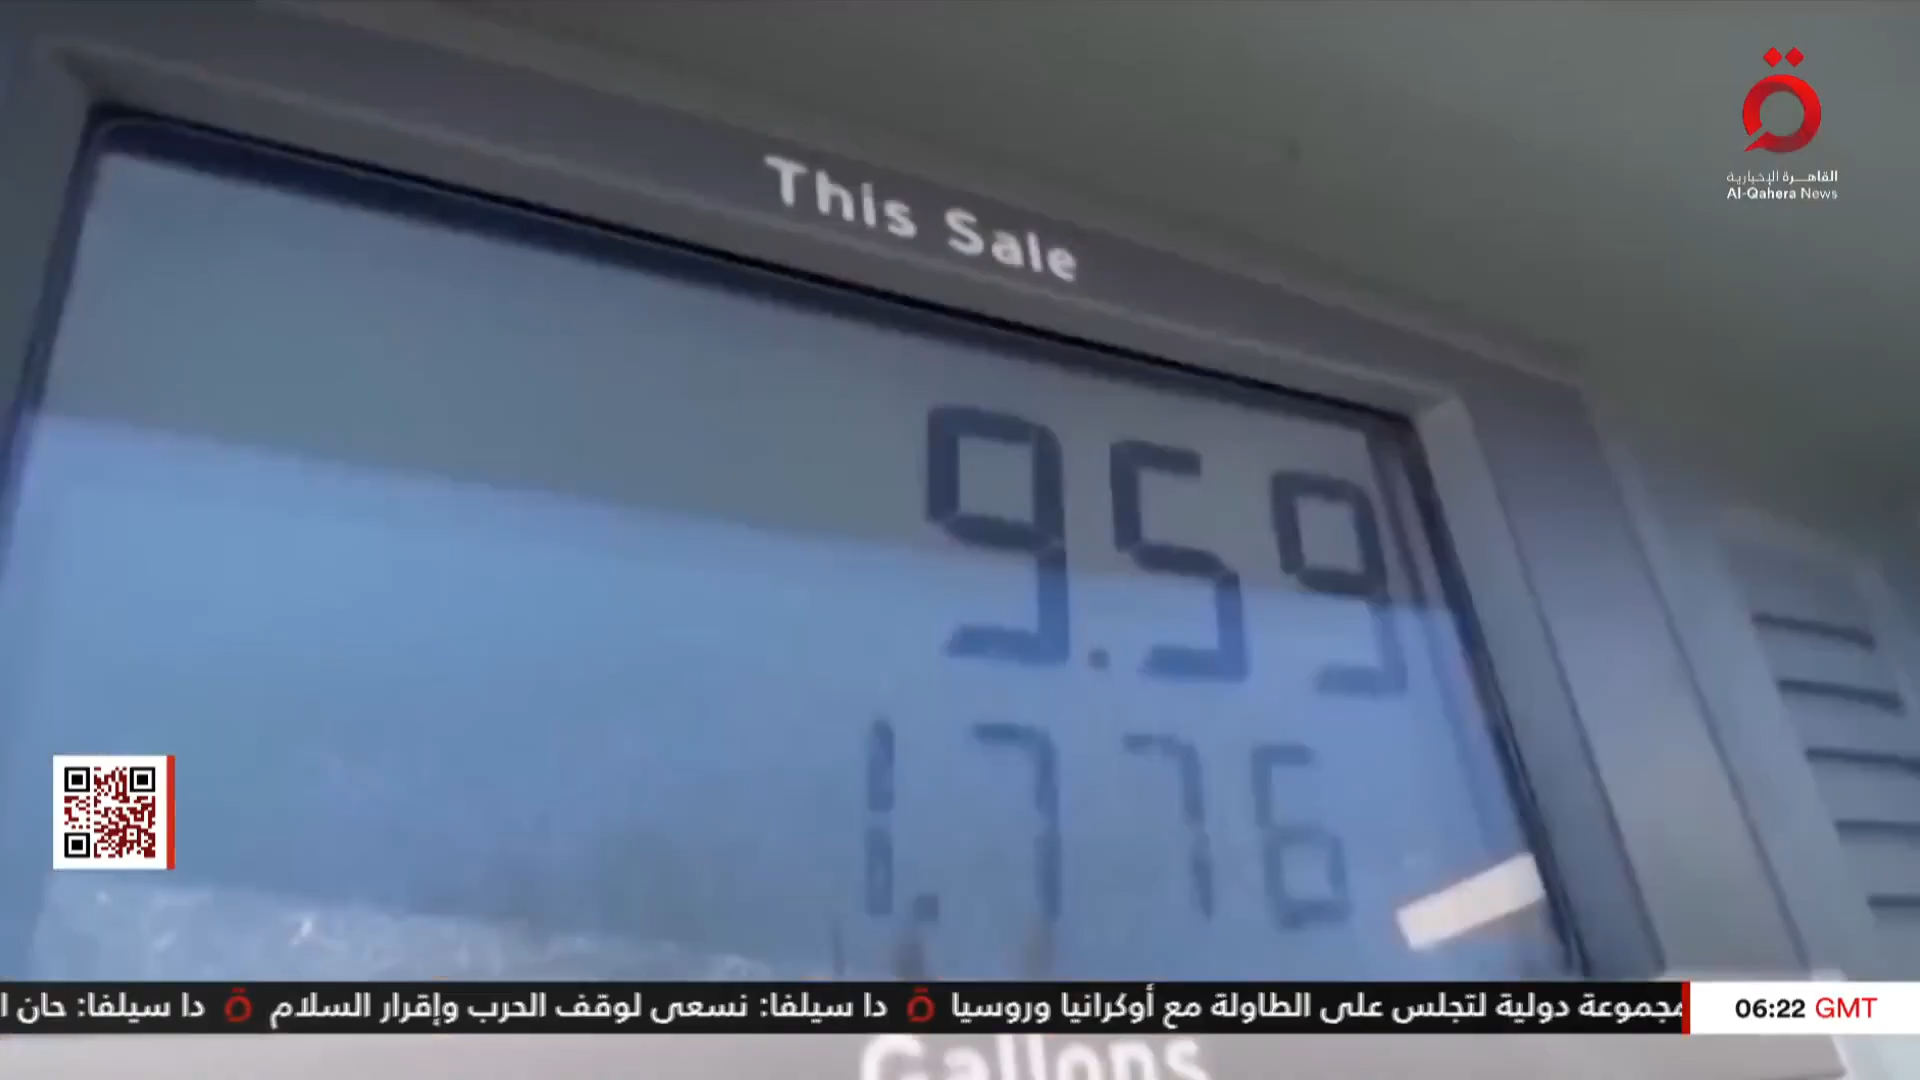 This Sale
القاهـرة الإخبارية
Al-Qahera News
9.59
1.776
مجموعة دولية لتجلس على الطاولة مع أوكرانيا وروسيا دا سيلفا: نسعى لوقف الحرب وإقرار السلام دا سيلفا: حان
06:22 GMT
Gallons